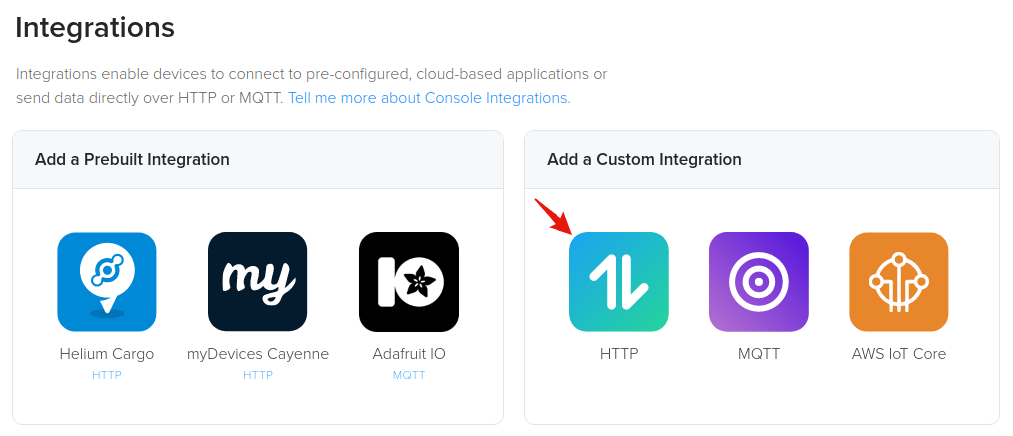 Integrations
Integrations enable devices to connect to pre-configured, cloud-based applications or
send data directly over HTTP or MQTT. Tell me more about Console Integrations.
Add a Prebuilt Integration
my
IO
Helium Cargo
HTTP
myDevices Cayenne
HTTP
Adafruit IO
MQTT
Add a Custom Integration
HTTP
MQTT
AWS IoT Core